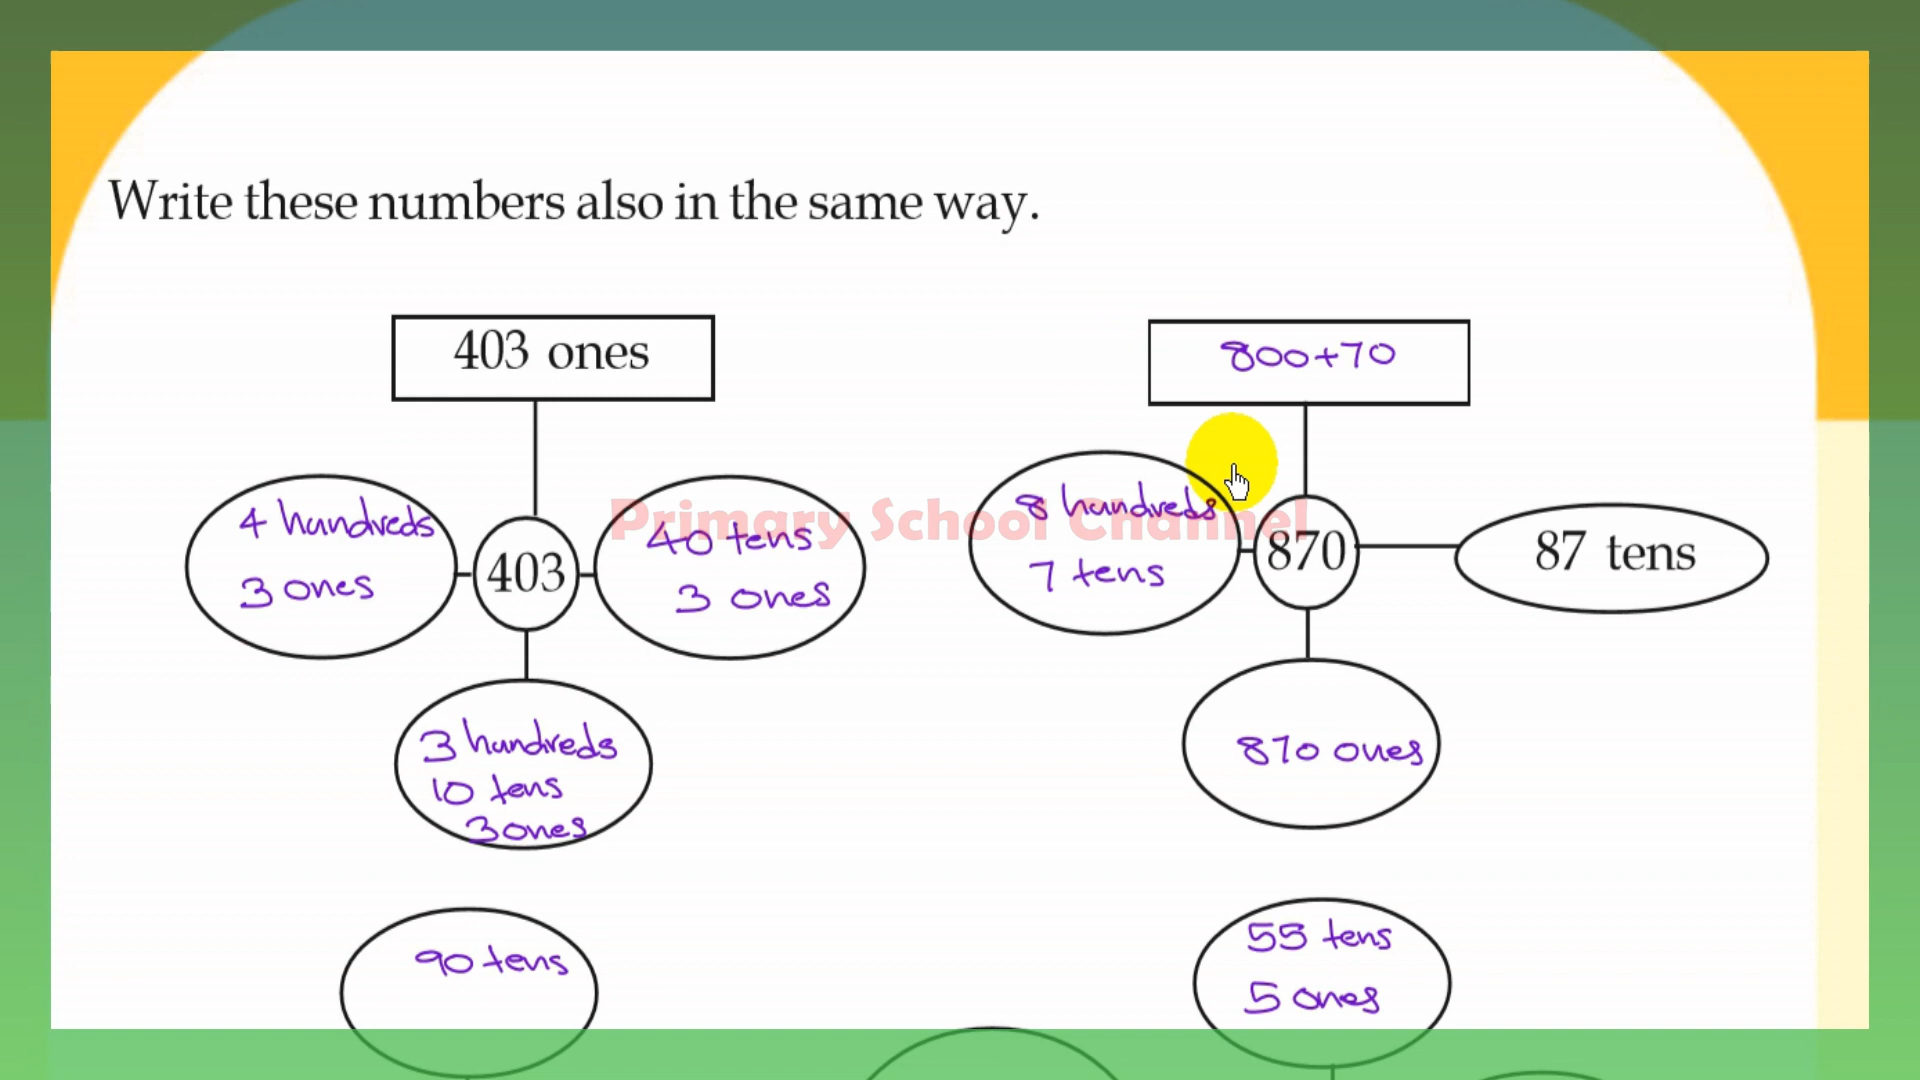 Write these numbers also in the same way.
403 ones
4 hundreds
3 ones
403
40 tens
3 ones
3 hundreds
10 tens
3 ones
800+70
8 hundreds
7 tens
870
87 tens
870 ones
Primary School Channel
90 tens
55 tens
5 ones